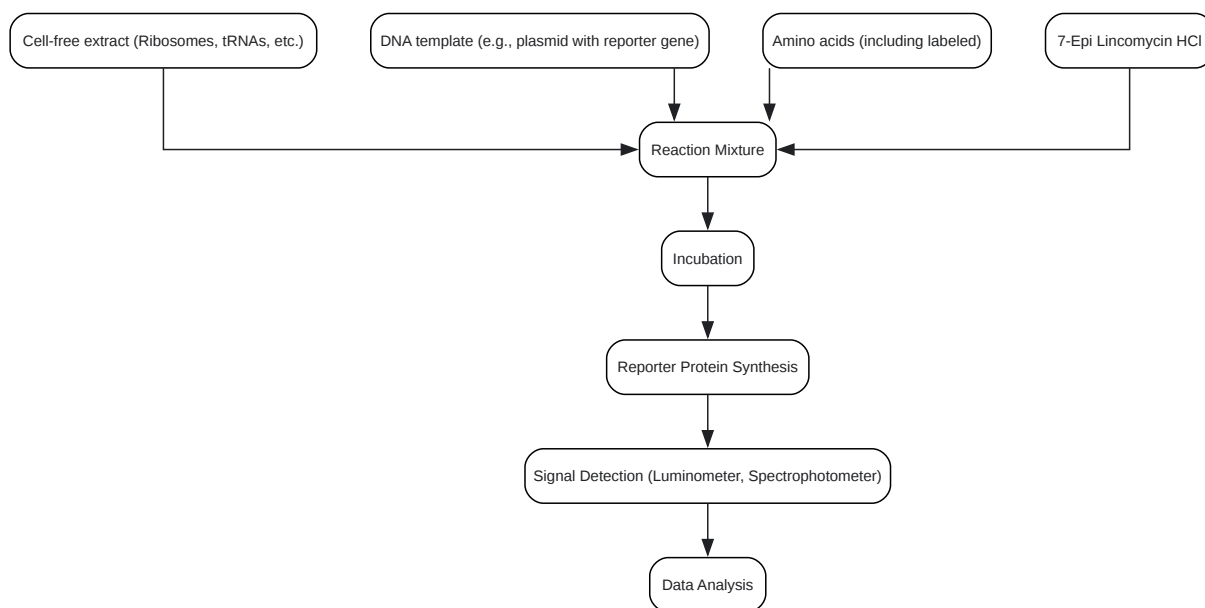 Cell-free extract (Ribosomes, tRNAs, etc.)
DNA template (e.g., plasmid with reporter gene)
Amino acids (including labeled)
7-Epi Lincomycin HCl
Reaction Mixture
Incubation
Reporter Protein Synthesis
Signal Detection (Luminometer, Spectrophotometer)
Data Analysis